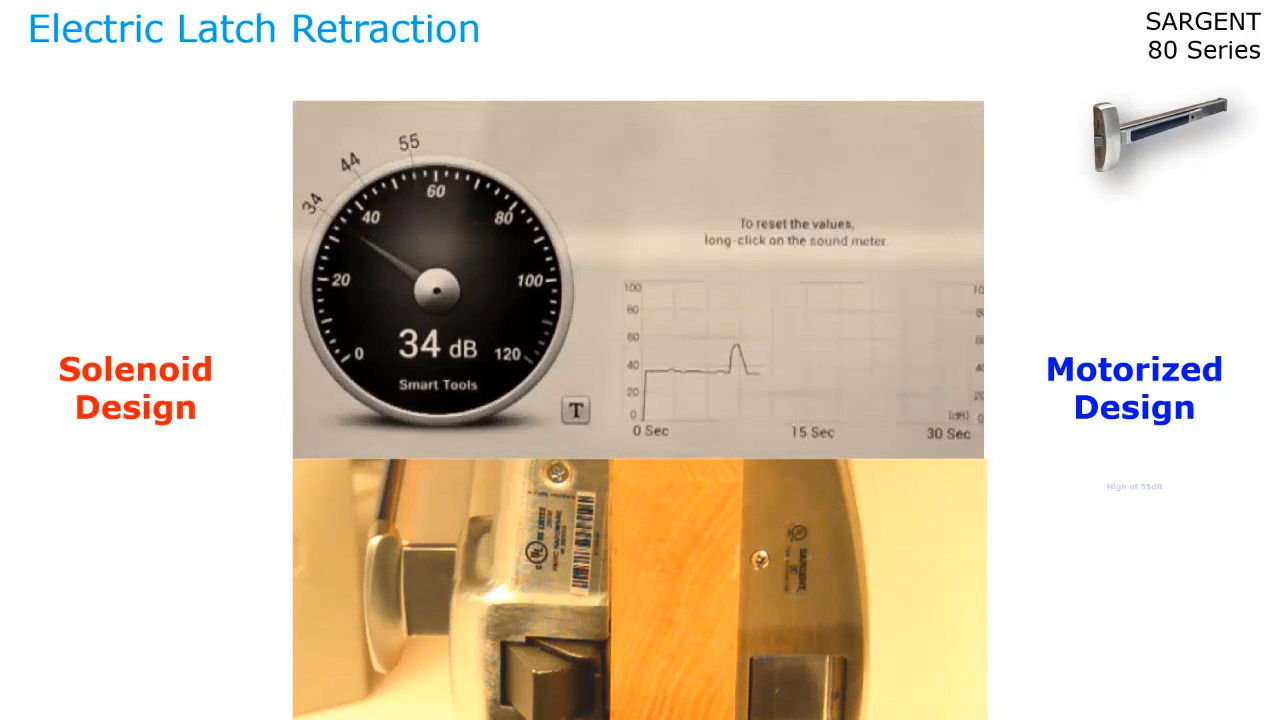 Electric Latch Retraction
SARGENT
80 Series
34
44
55
0
20
40
60
80
100
120
34 dB
Smart Tools
T
To reset the values,
long-click on the sound meter.
100
80
60
40
20
0
0 Sec
15 Sec
30 Sec
(dB)
Solenoid
Design
Motorized
Design
High of 55dB
SARGENT